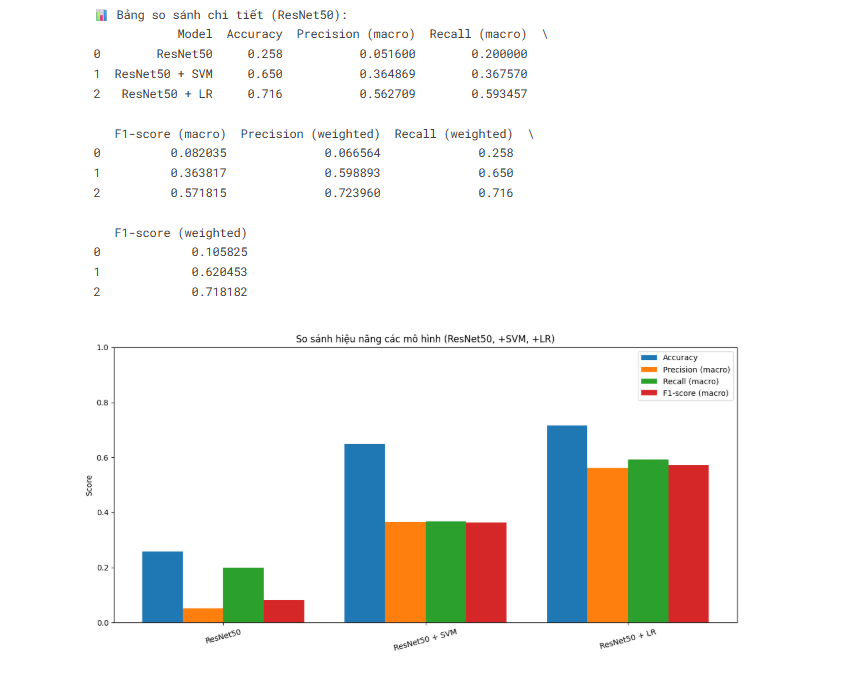 📊 Bảng so sánh chi tiết (ResNet50):
Model Accuracy Precision (macro) Recall (macro) \
0 ResNet50 0.258 0.051600 0.200000
1 ResNet50 + SVM 0.650 0.364869 0.367570
2 ResNet50 + LR 0.716 0.562709 0.593457
F1-score (macro) Precision (weighted) Recall (weighted) \
0 0.082035 0.066564 0.258
1 0.363817 0.598893 0.650
2 0.571815 0.723960 0.716
F1-score (weighted)
0 0.105825
1 0.620453
2 0.718182
So sánh hiệu năng các mô hình (ResNet50, +SVM, +LR)
Accuracy
Precision (macro)
Recall (macro)
F1-score (macro)
Score
1.0
0.8
0.6
0.4
0.2
0.0
ResNet50
ResNet50 + SVM
ResNet50 + LR